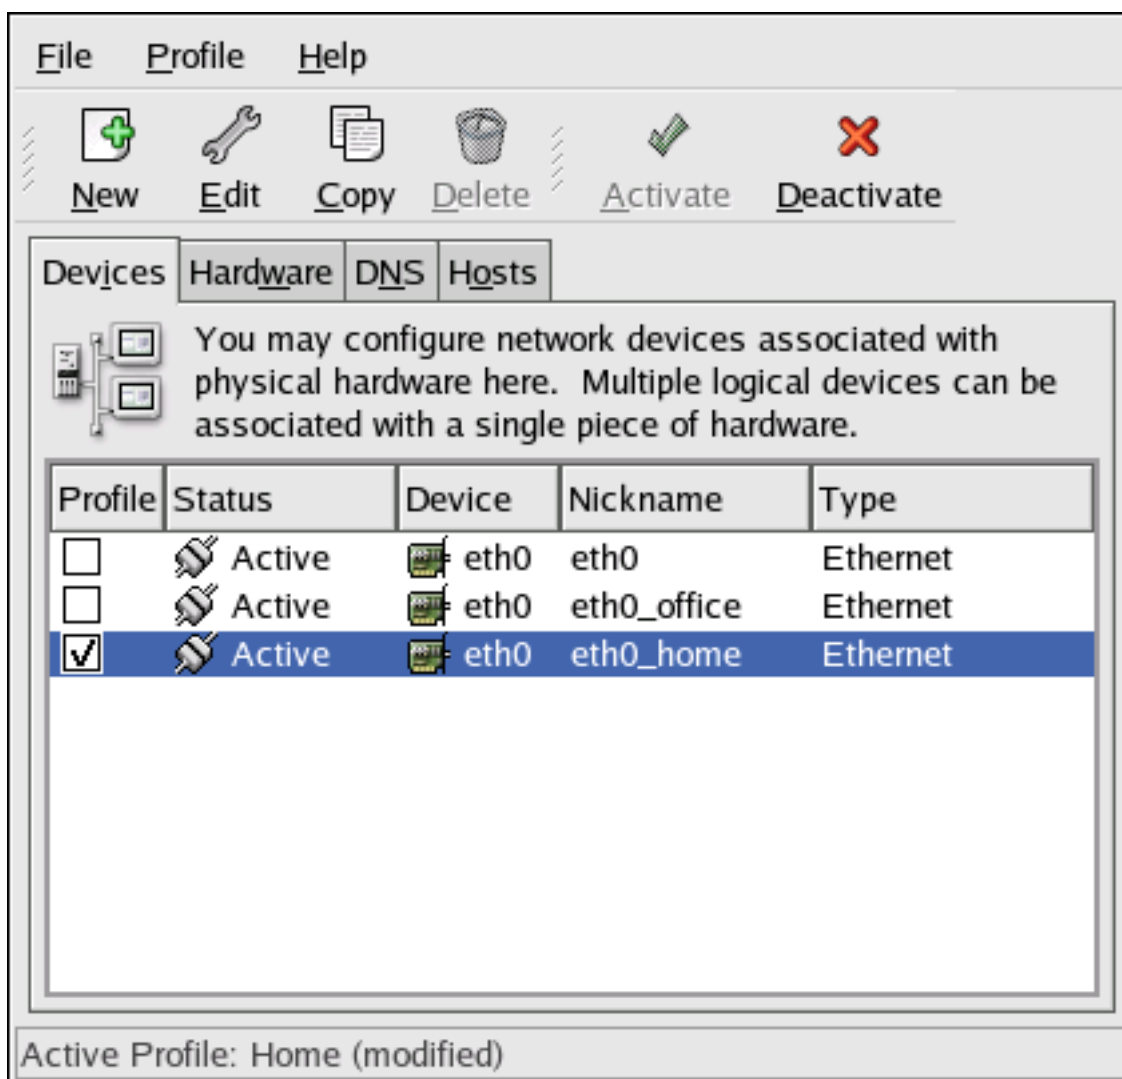 File Profile Help
New Edit Copy Delete Activate Deactivate
Devices Hardware DNS Hosts
You may configure network devices associated with
physical hardware here. Multiple logical devices can be
associated with a single piece of hardware.
Profile Status Device Nickname Type
Active eth0 eth0 Ethernet
Active eth0 eth0_office Ethernet
Active eth0 eth0_home Ethernet
Active Profile: Home (modified)